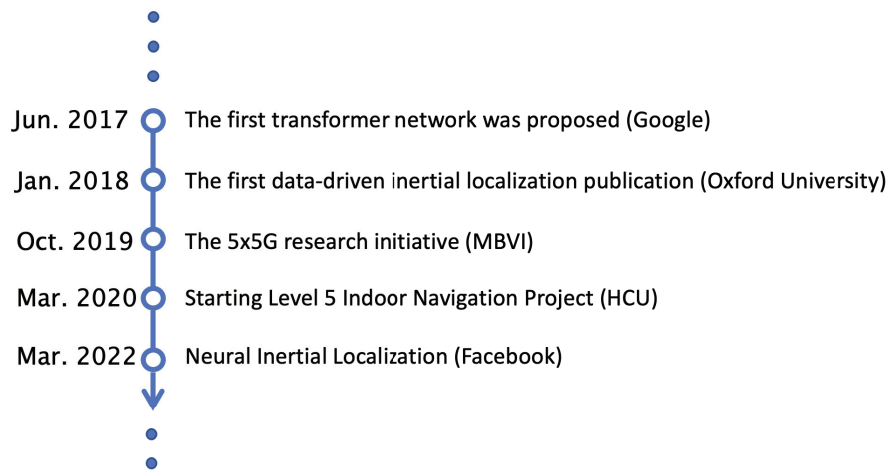 Jun. 2017 The first transformer network was proposed (Google)
Jan. 2018 The first data-driven inertial localization publication (Oxford University)
Oct. 2019 The 5x5G research initiative (MBVI)
Mar. 2020 Starting Level 5 Indoor Navigation Project (HCU)
Mar. 2022 Neural Inertial Localization (Facebook)